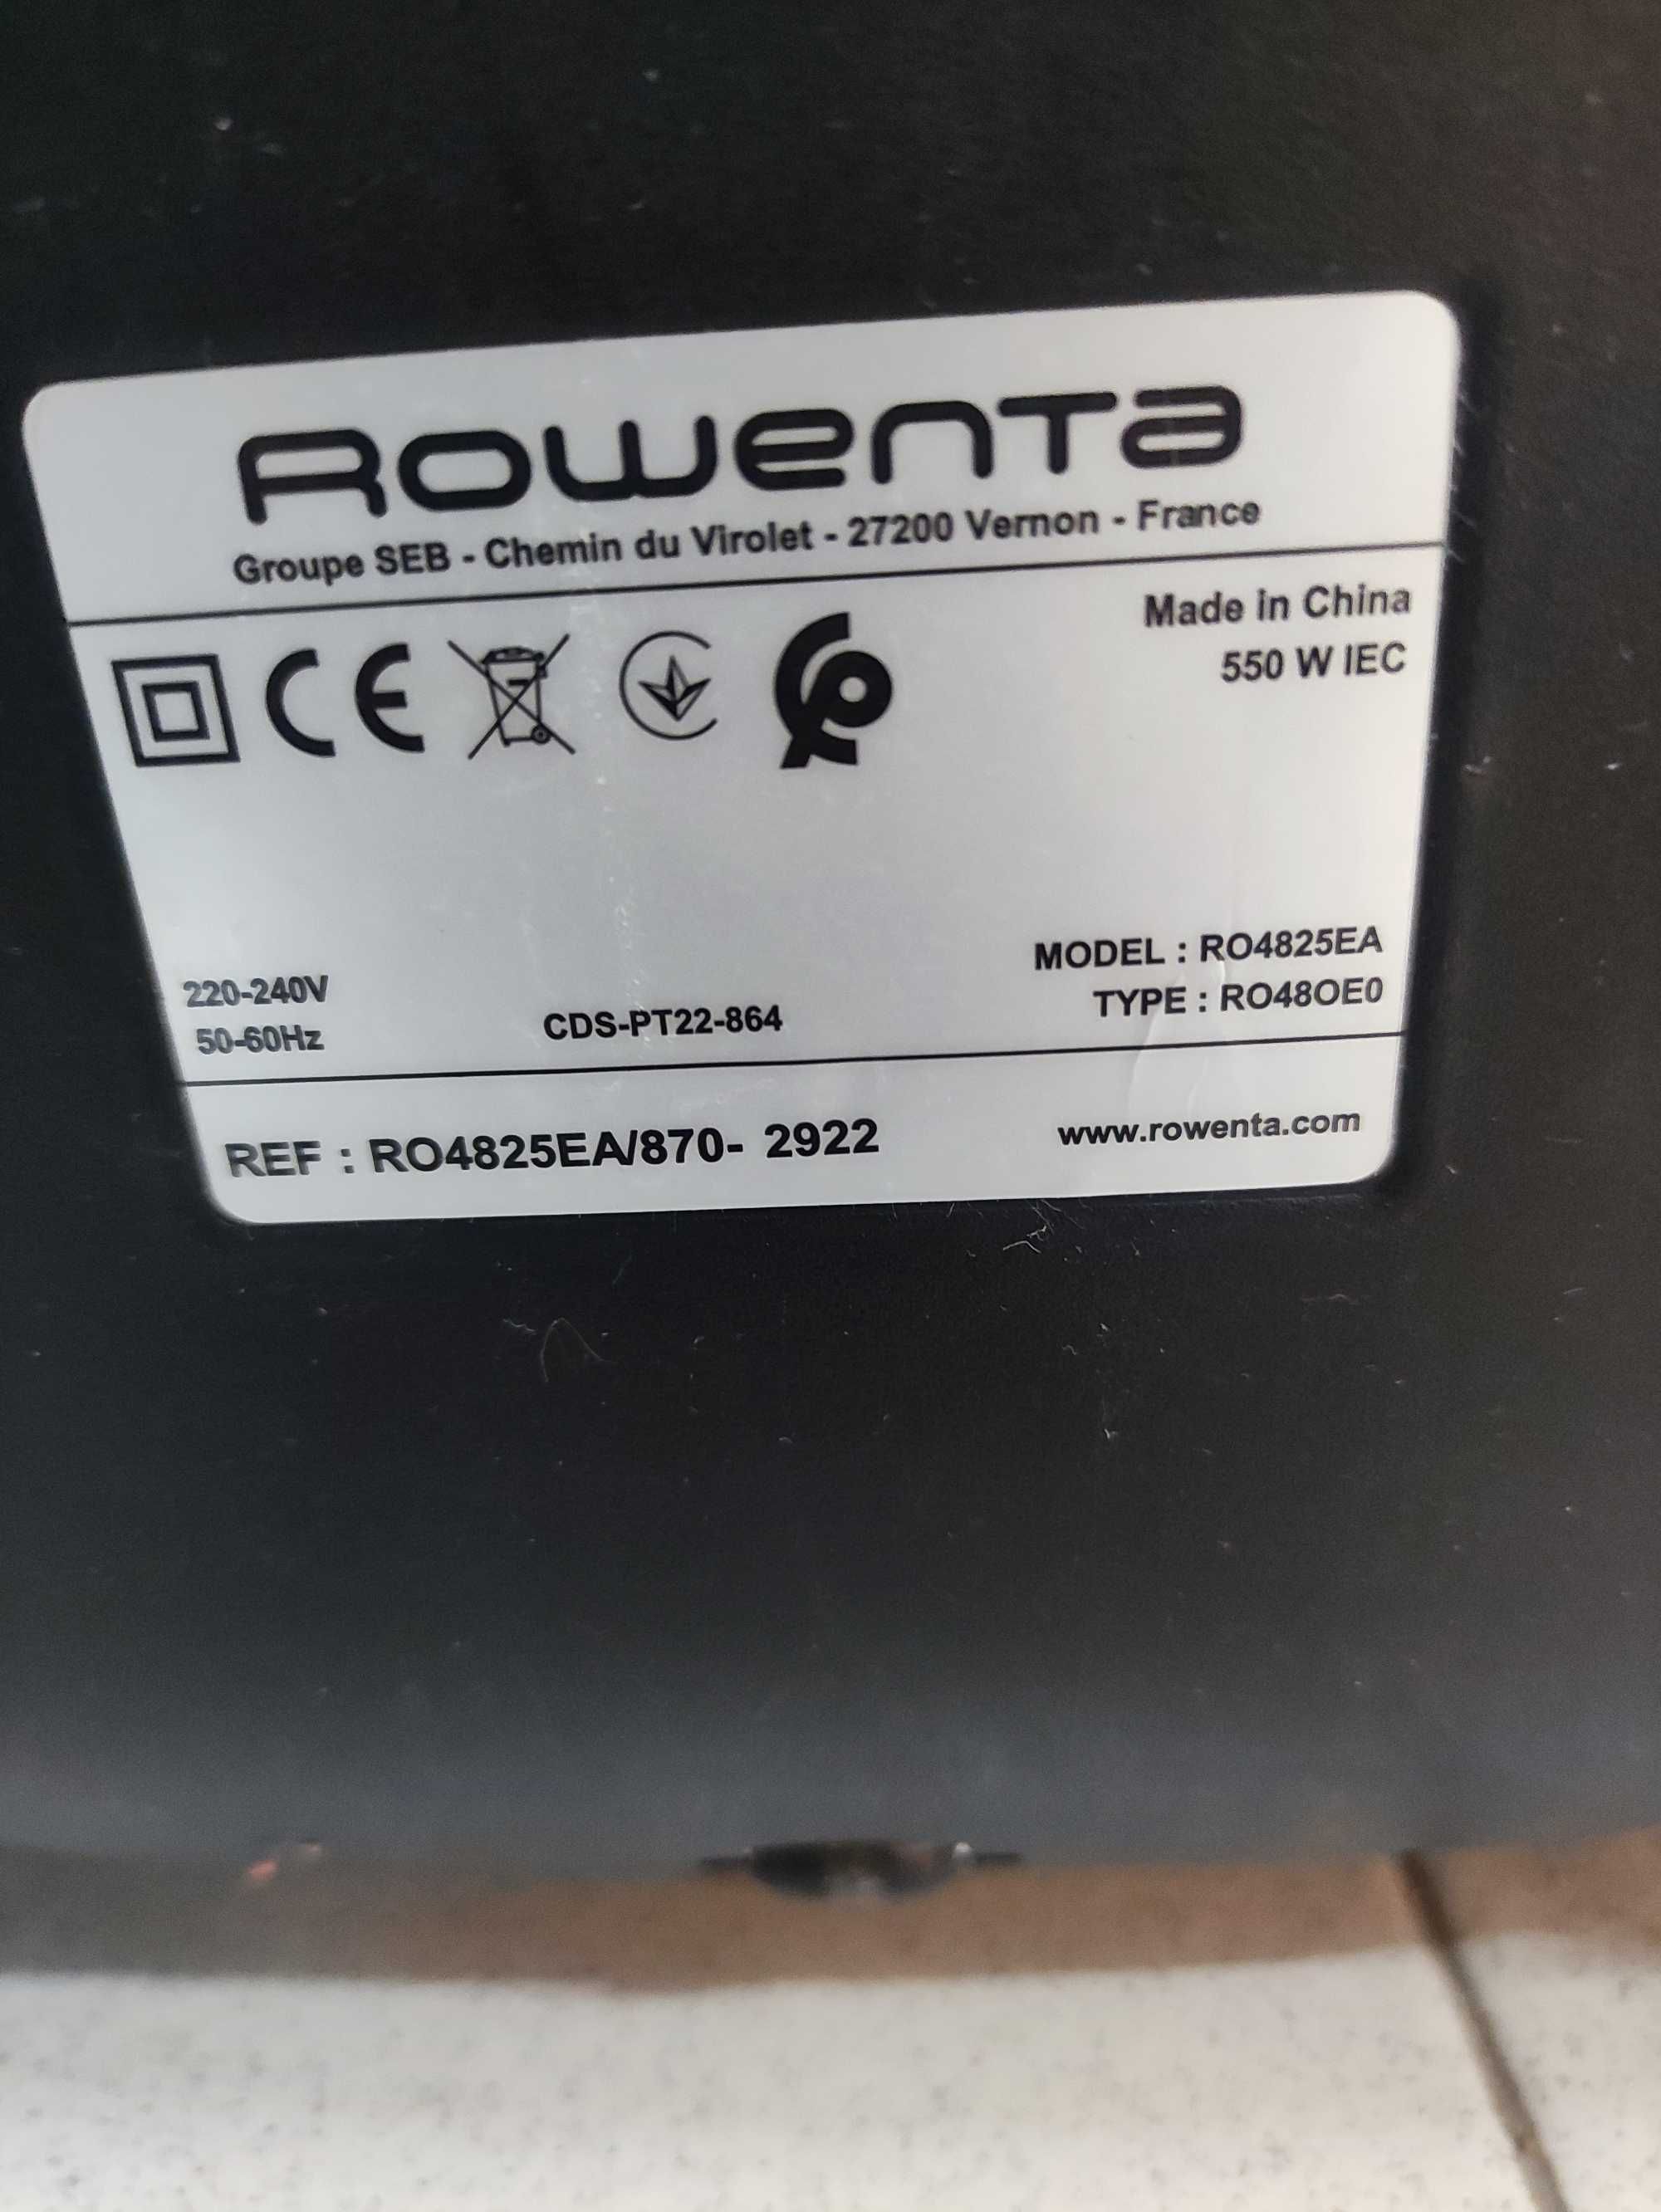 Rowenta
Groupe SEB - Chemin du Virolet - 27200 Vernon - France
CE
Made in China
550 W IEC
220-240V
50-60Hz
CDS-PT22-864
MODEL : RO4825EA
TYPE : RO48OE0
REF : RO4825EA/870- 2922
www.rowenta.com